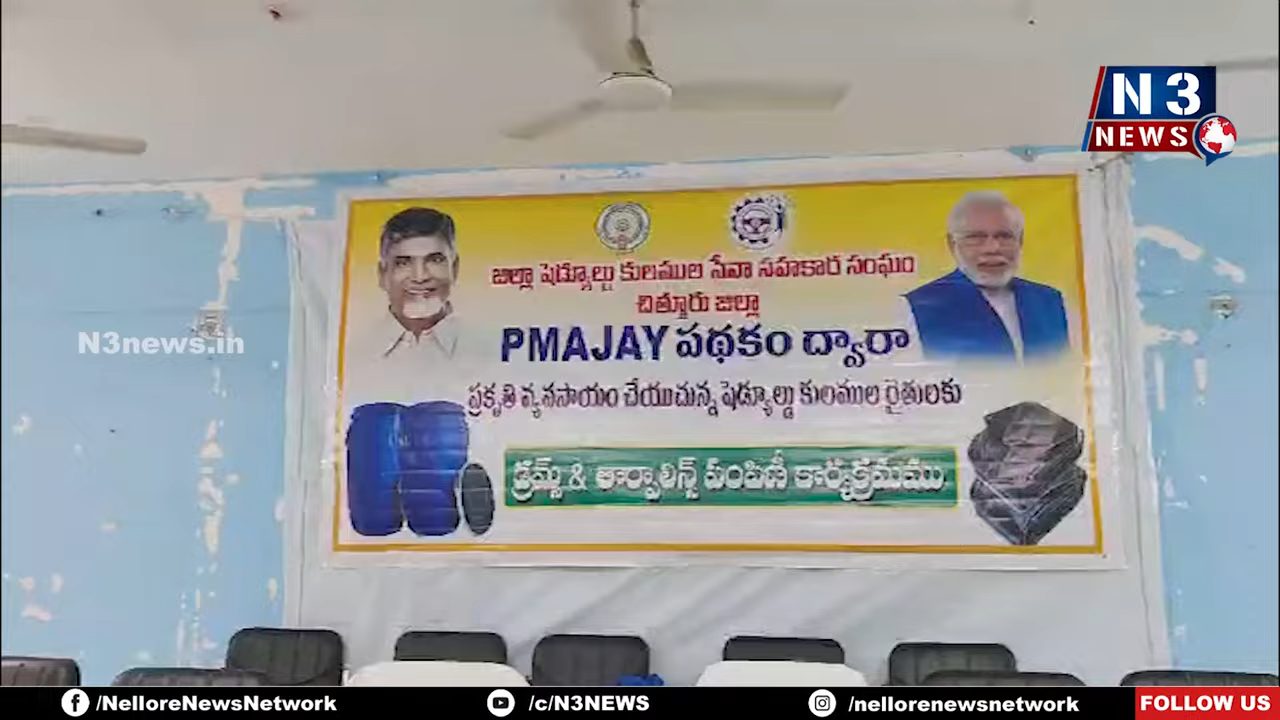 N3
NEWS
జిల్లా షెడ్యూల్డు కులముల సేవా సహకార సంఘం
చిత్తూరు జిల్లా
PMAJAY పథకం ద్వారా
N3news.in
ప్రకృతి వ్యవసాయం చేయుచున్న షెడ్యూల్డు కులముల రైతులకు
డ్రమ్స్ & టార్పాలిన్స్ పంపిణీ కార్యక్రమము
/NelloreNewsNetwork
/c/N3NEWS
/nellorenewsnetwork
FOLLOW US